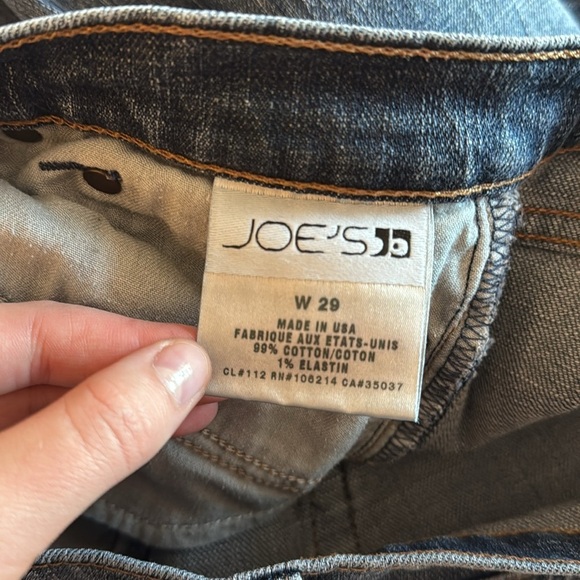 JOE'S
W 29
MADE IN USA
FABRIQUE AUX ETATS-UNIS
99% COTTON/COTON
1% ELASTIN
CL#112 RN#106214 CA#35037